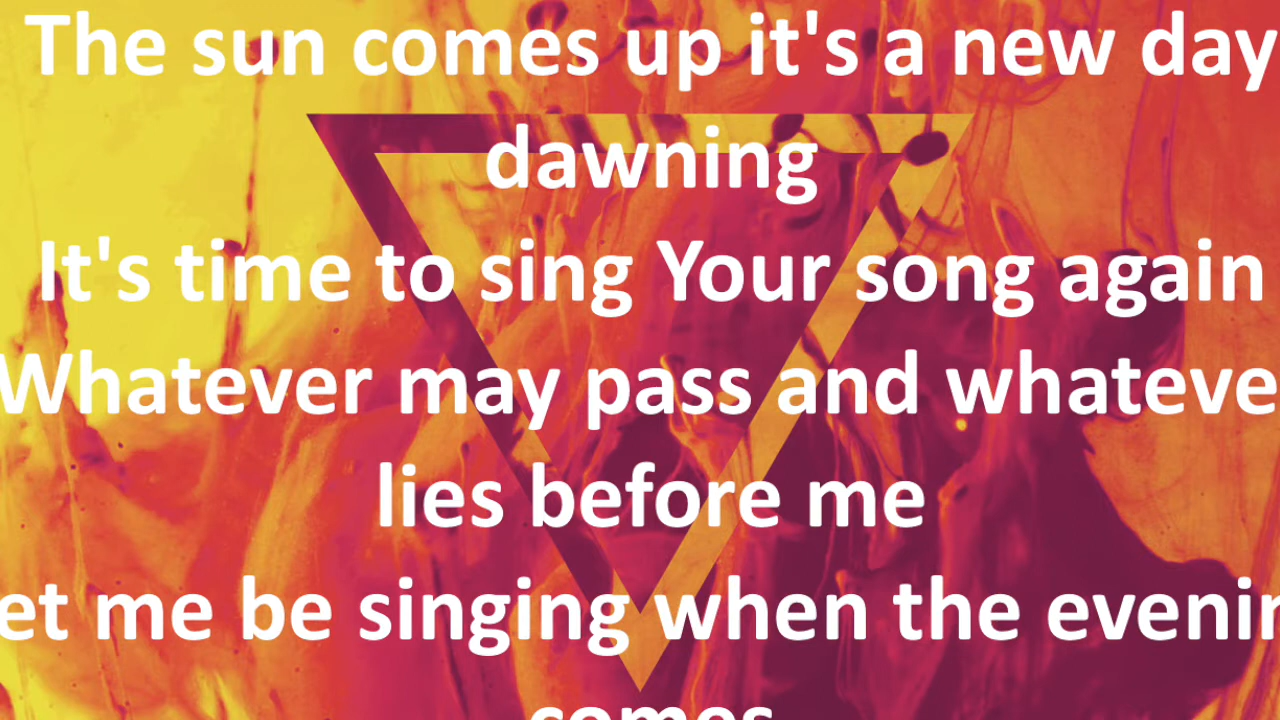 The sun comes up it's a new day
dawning
It's time to sing Your song again
Whatever may pass and whateve
lies before me
et me be singing when the evenin
comes